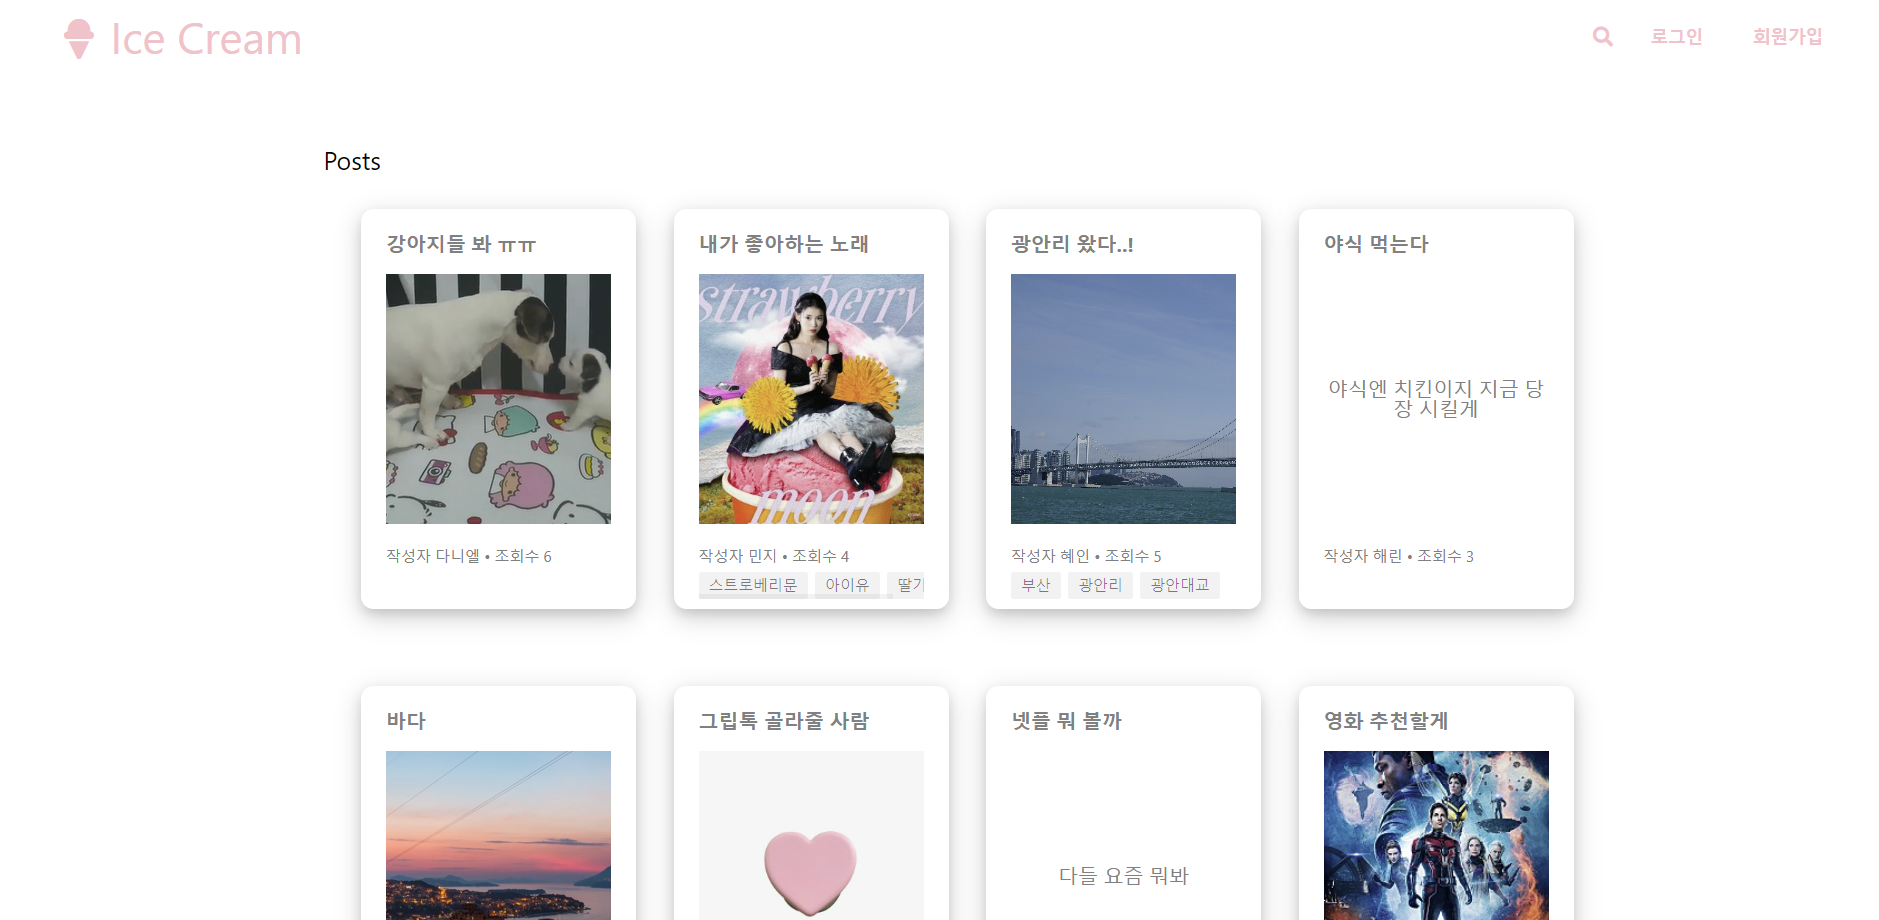 Ice Cream
로그인
회원가입
Posts
강아지들 봐 ㅠㅠ
작성자 다니엘 • 조회수 6
내가 좋아하는 노래
strawberry
moon
작성자 민지 • 조회수 4
스트로베리문
아이유
딸기
광안리 왔다..!
작성자 혜인 • 조회수 5
부산
광안리
광안대교
야식 먹는다
야식엔 치킨이지 지금 당
장 시킬게
작성자 해린 • 조회수 3
바다
그립톡 골라줄 사람
넷플 뭐 볼까
다들 요즘 뭐봐
영화 추천할게